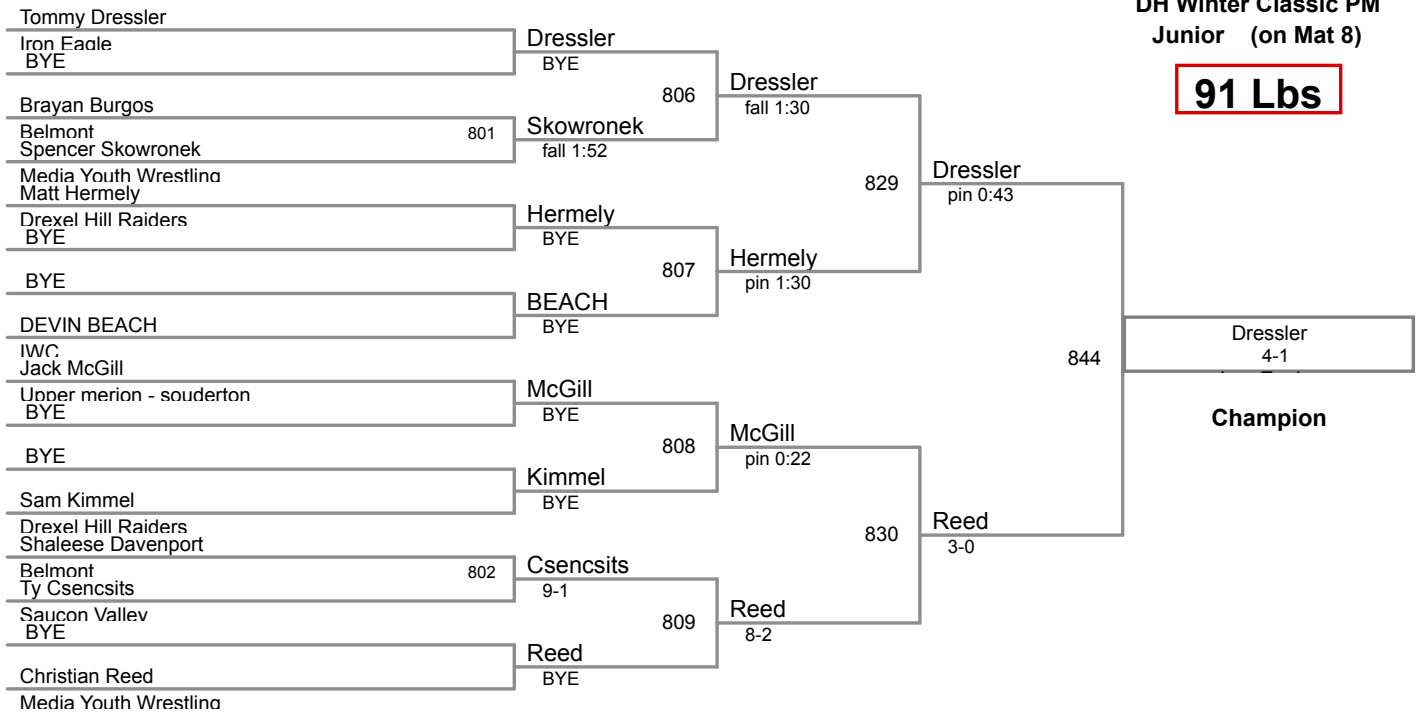 DH Winter Classic PM
Junior (on Mat 8)
91 Lbs
Tommy Dressler
Iron Eagle
BYE
Brayan Burgos
Belmont
801
Spencer Skowronek
Media Youth Wrestling
Matt Hermely
Drexel Hill Raiders
BYE
BYE
DEVIN BEACH
IWC
Jack McGill
Upper merion - souderton
BYE
BYE
Sam Kimmel
Drexel Hill Raiders
Shaleese Davenport
Belmont
802
Ty Csencsits
Saucon Valley
BYE
Christian Reed
Media Youth Wrestling
Dressler
BYE
806
Skowronek
fall 1:52
Hermely
BYE
807
BEACH
BYE
McGill
BYE
808
Kimmel
BYE
Csencsits
9-1
809
Reed
BYE
Dressler
fall 1:30
829
Hermely
pin 1:30
McGill
pin 0:22
830
Reed
8-2
Dressler
pin 0:43
844
Reed
3-0
Dressler
4-1
Champion